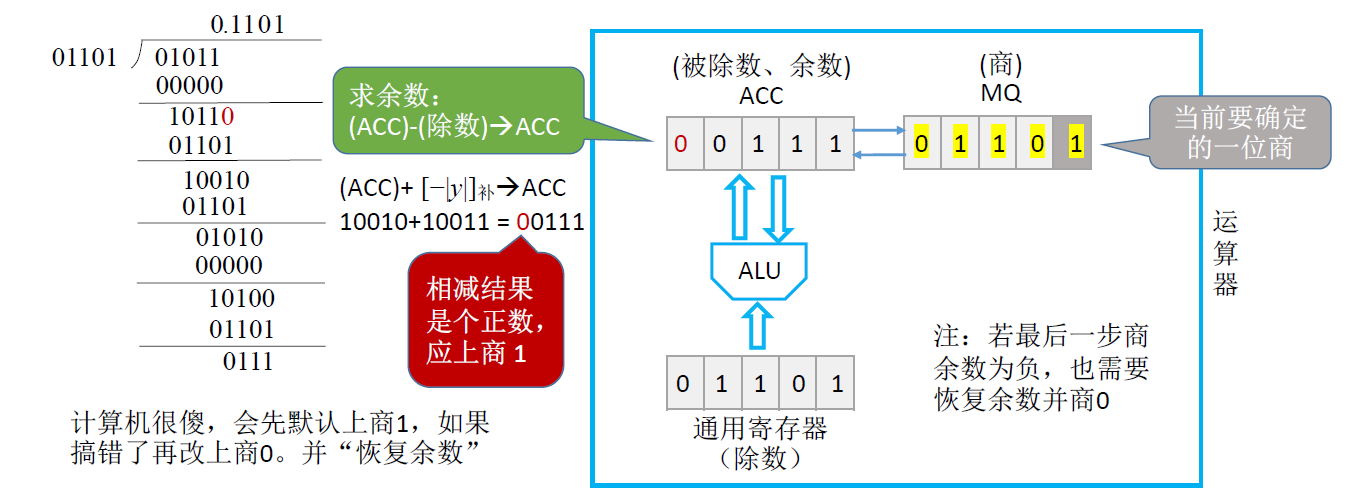 0.1101
01101
01011
00000
10110
01101
10010
01101
01010
00000
10100
01101
0111
计算机很傻，会先默认上商1，如果
搞错了再改上商0。并“恢复余数”
求余数：
(ACC)-(除数)→ACC
(ACC)+ [−|y|]补→ACC
10010+10011 = 00111
相减结果
是个正数，
应上商 1
(被除数、余数)
ACC
0 0 1 1 1
(商)
MQ
0 1 1 0 1
当前要确定
的一位商
ALU
0 1 1 0 1
通用寄存器
（除数）
注：若最后一步商
余数为负，也需要
恢复余数并商0
运
算
器